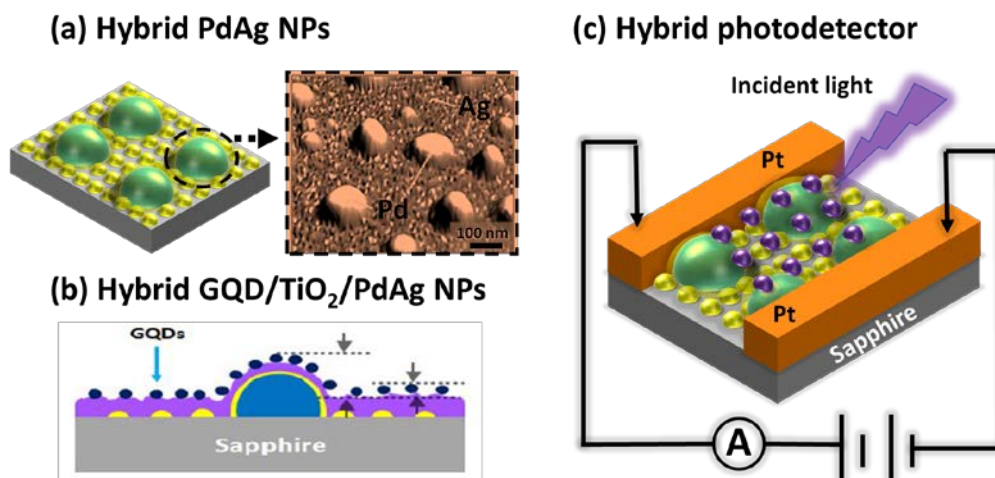 (a) Hybrid PdAg NPs
Ag
Pd
100 nm
(b) Hybrid GQD/TiO₂/PdAg NPs
GQDs
Sapphire
(c) Hybrid photodetector
Incident light
Pt
Pt
Sapphire
A